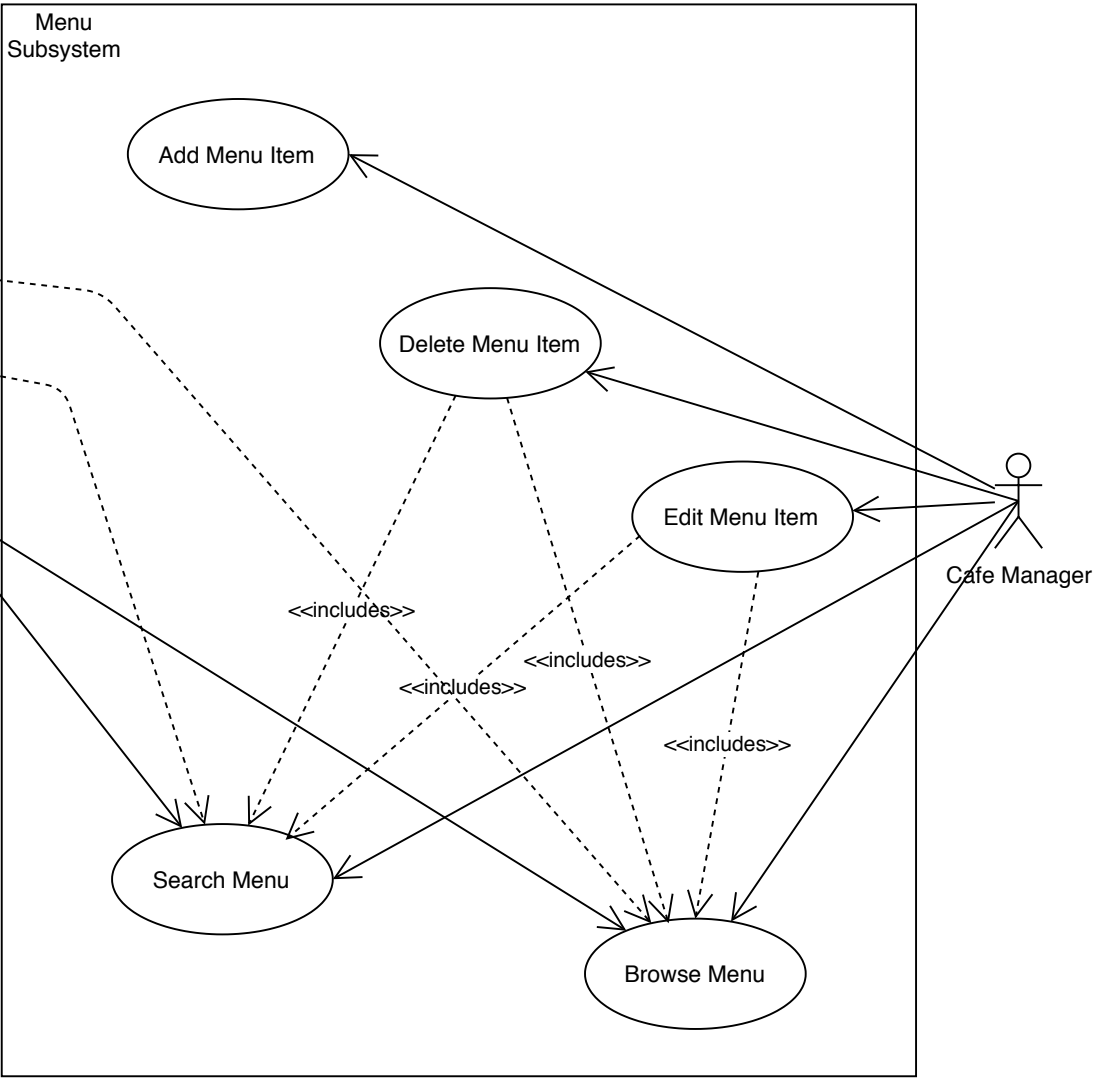 Menu
Subsystem
Add Menu Item
Delete Menu Item
Edit Menu Item
Cafe Manager
<<includes>>
<<includes>>
<<includes>>
<<includes>>
Search Menu
Browse Menu